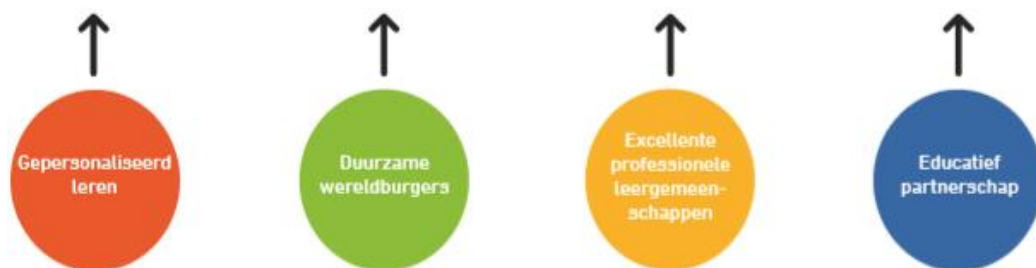 Gepersonaliseerd
leren
Duurzame
wereldburgers
Excellente
professionele
leergemeen-
schappen
Educatief
partnerschap